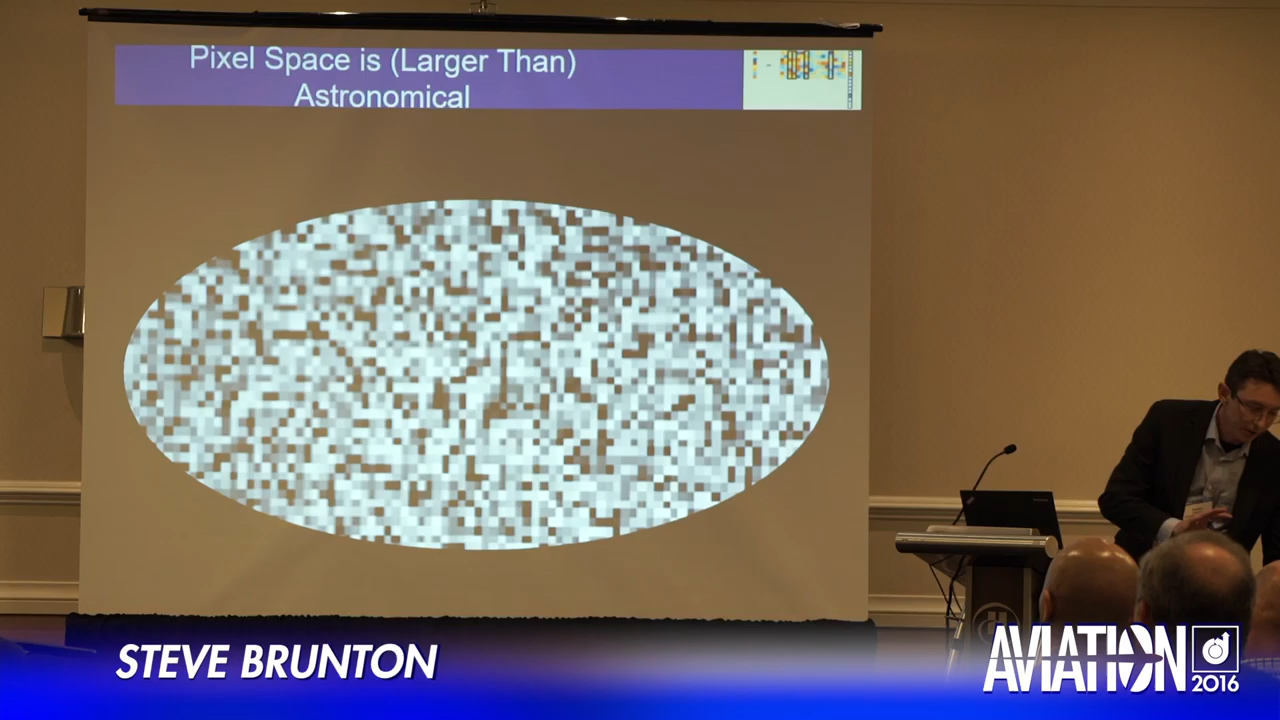 Pixel Space is (Larger Than)
Astronomical
STEVE BRUNTON
AVIATION
2016